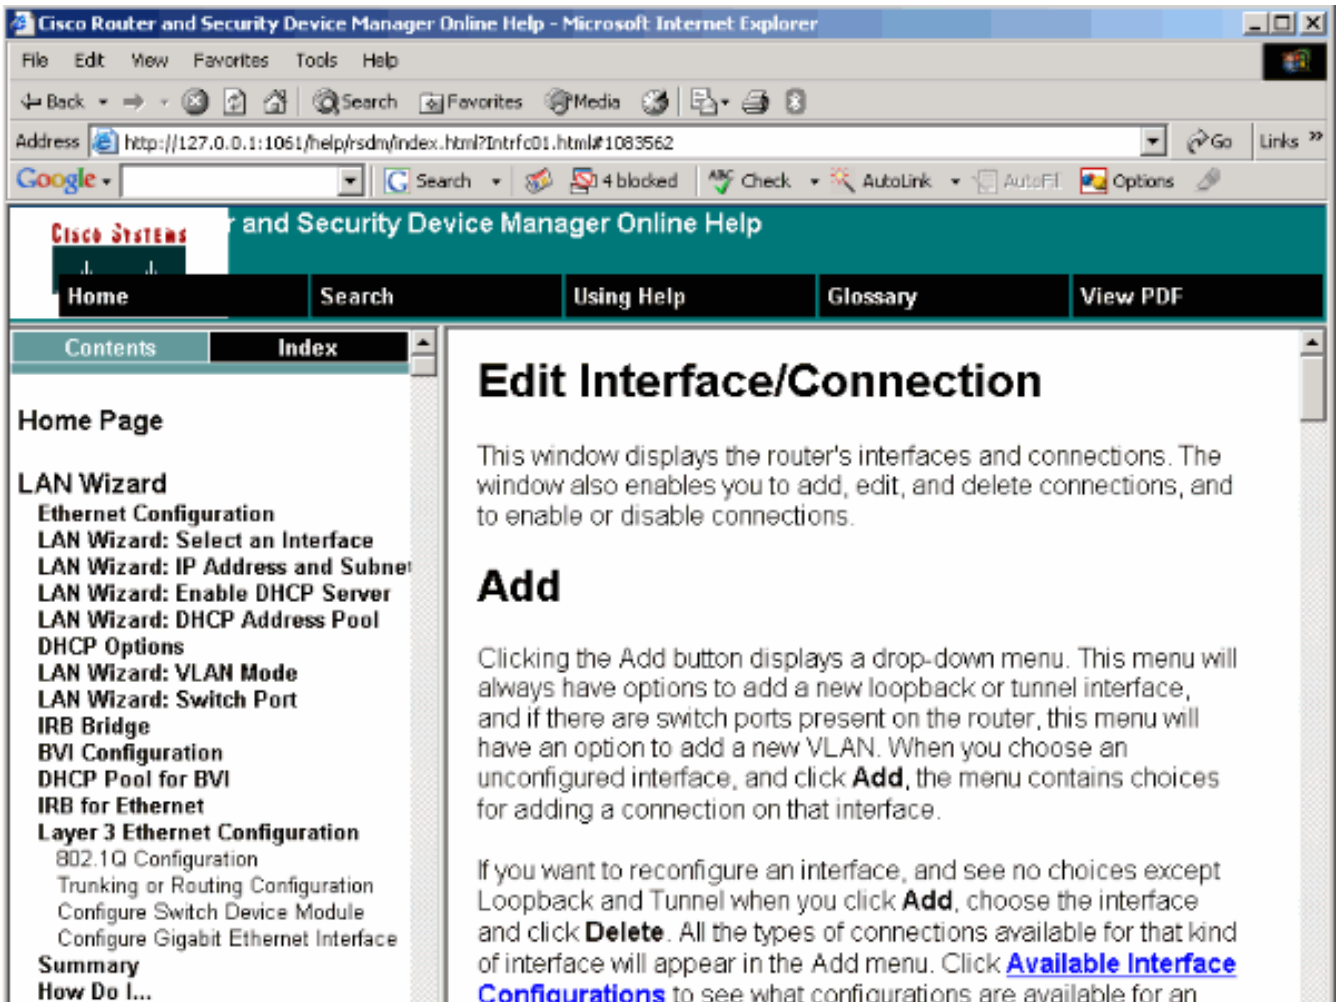 Cisco Router and Security Device Manager Online Help - Microsoft Internet Explorer
File Edit View Favorites Tools Help
Back Search Favorites Media
Address http://127.0.0.1:1061/help/rsdm/index.html?Intrfc01.html#1083562 Go Links »
Google Search 4 blocked Check AutoLink AutoFill Options
CISCO SYSTEMS and Security Device Manager Online Help
Home Search Using Help Glossary View PDF
Contents Index
Home Page
LAN Wizard
Ethernet Configuration
LAN Wizard: Select an Interface
LAN Wizard: IP Address and Subne
LAN Wizard: Enable DHCP Server
LAN Wizard: DHCP Address Pool
DHCP Options
LAN Wizard: VLAN Mode
LAN Wizard: Switch Port
IRB Bridge
BVI Configuration
DHCP Pool for BVI
IRB for Ethernet
Layer 3 Ethernet Configuration
802.1Q Configuration
Trunking or Routing Configuration
Configure Switch Device Module
Configure Gigabit Ethernet Interface
Summary
How Do I...
Edit Interface/Connection
This window displays the router's interfaces and connections. The
window also enables you to add, edit, and delete connections, and
to enable or disable connections.
Add
Clicking the Add button displays a drop-down menu. This menu will
always have options to add a new loopback or tunnel interface,
and if there are switch ports present on the router, this menu will
have an option to add a new VLAN. When you choose an
unconfigured interface, and click Add, the menu contains choices
for adding a connection on that interface.
If you want to reconfigure an interface, and see no choices except
Loopback and Tunnel when you click Add, choose the interface
and click Delete. All the types of connections available for that kind
of interface will appear in the Add menu. Click Available Interface
Configurations to see what configurations are available for an